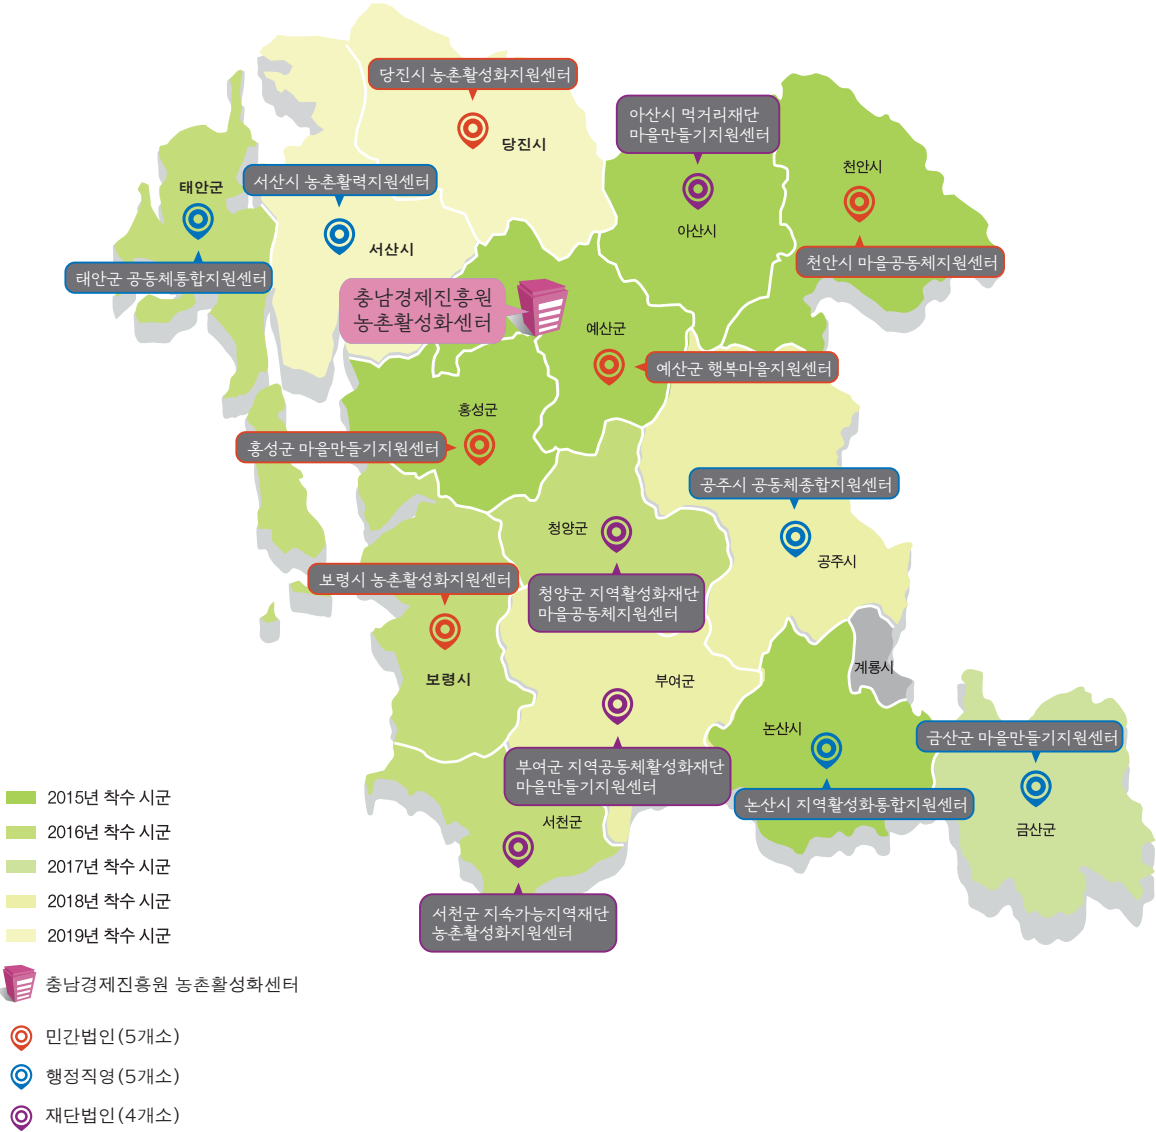 당진시 농촌활성화지원센터
당진시
아산시 먹거리재단
마을만들기지원센터
아산시
천안시
천안시 마을공동체지원센터
서산시 농촌활력지원센터
서산시
태안군
태안군 공동체통합지원센터
충남경제진흥원
농촌활성화센터
예산군
예산군 행복마을지원센터
홍성군
홍성군 마을만들기지원센터
공주시 공동체종합지원센터
공주시
청양군
청양군 지역활성화재단
마을공동체지원센터
보령시 농촌활성화지원센터
보령시
계룡시
부여군
부여군 지역공동체활성화재단
마을만들기지원센터
논산시
논산시 지역활성화통합지원센터
금산군 마을만들기지원센터
금산군
서천군
서천군 지속가능지역재단
농촌활성화지원센터
2015년 착수 시군
2016년 착수 시군
2017년 착수 시군
2018년 착수 시군
2019년 착수 시군
충남경제진흥원 농촌활성화센터
민간법인(5개소)
행정직영(5개소)
재단법인(4개소)